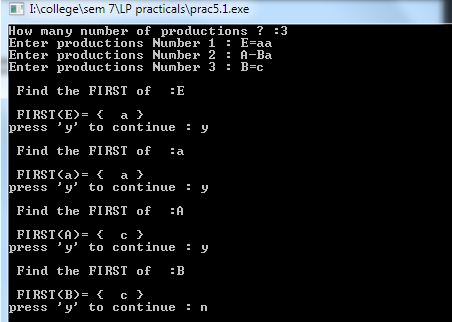 I:\college\sem 7\LP practicals\prac5.1.exe
How many number of productions ? :3
Enter productions Number 1 : E=aa
Enter productions Number 2 : A-Ba
Enter productions Number 3 : B=c
Find the FIRST of  :E
FIRST(E)= {  a }
press 'y' to continue : y
Find the FIRST of  :a
FIRST(a)= {  a }
press 'y' to continue : y
Find the FIRST of  :A
FIRST(A)= {  c }
press 'y' to continue : y
Find the FIRST of  :B
FIRST(B)= {  c }
press 'y' to continue : n